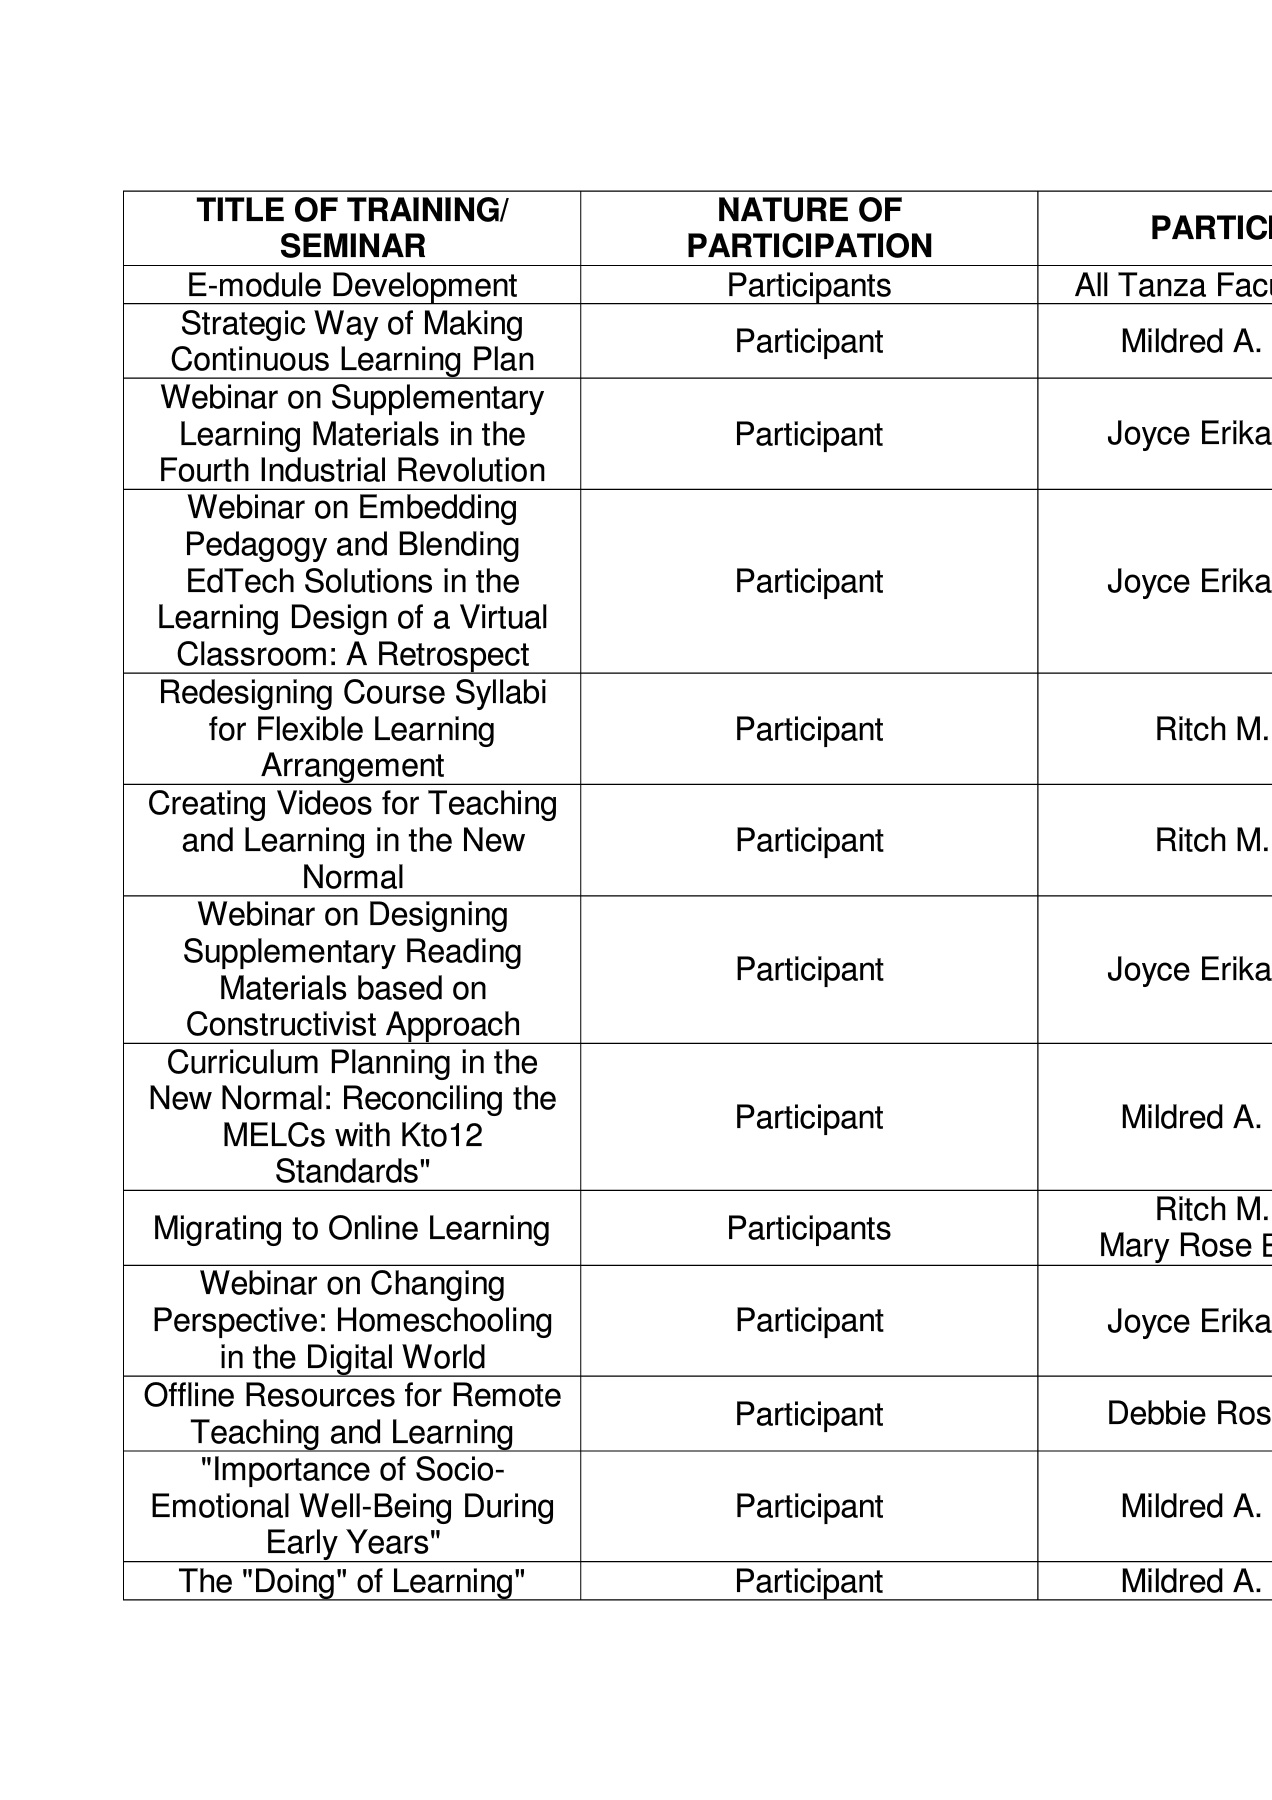 TITLE OF TRAINING/
SEMINAR
NATURE OF
PARTICIPATION
PARTICI
E-module Development
Participants
All Tanza Facu
Strategic Way of Making
Continuous Learning Plan
Participant
Mildred A.
Webinar on Supplementary
Learning Materials in the
Fourth Industrial Revolution
Participant
Joyce Erika
Webinar on Embedding
Pedagogy and Blending
EdTech Solutions in the
Learning Design of a Virtual
Classroom: A Retrospect
Participant
Joyce Erika
Redesigning Course Syllabi
for Flexible Learning
Arrangement
Participant
Ritch M.
Creating Videos for Teaching
and Learning in the New
Normal
Participant
Ritch M.
Webinar on Designing
Supplementary Reading
Materials based on
Constructivist Approach
Participant
Joyce Erika
Curriculum Planning in the
New Normal: Reconciling the
MELCs with Kto12
Standards"
Participant
Mildred A.
Migrating to Online Learning
Participants
Ritch M.
Mary Rose E
Webinar on Changing
Perspective: Homeschooling
in the Digital World
Participant
Joyce Erika
Offline Resources for Remote
Teaching and Learning
Participant
Debbie Ros
"Importance of Socio-
Emotional Well-Being During
Early Years"
Participant
Mildred A.
The "Doing" of Learning"
Participant
Mildred A.